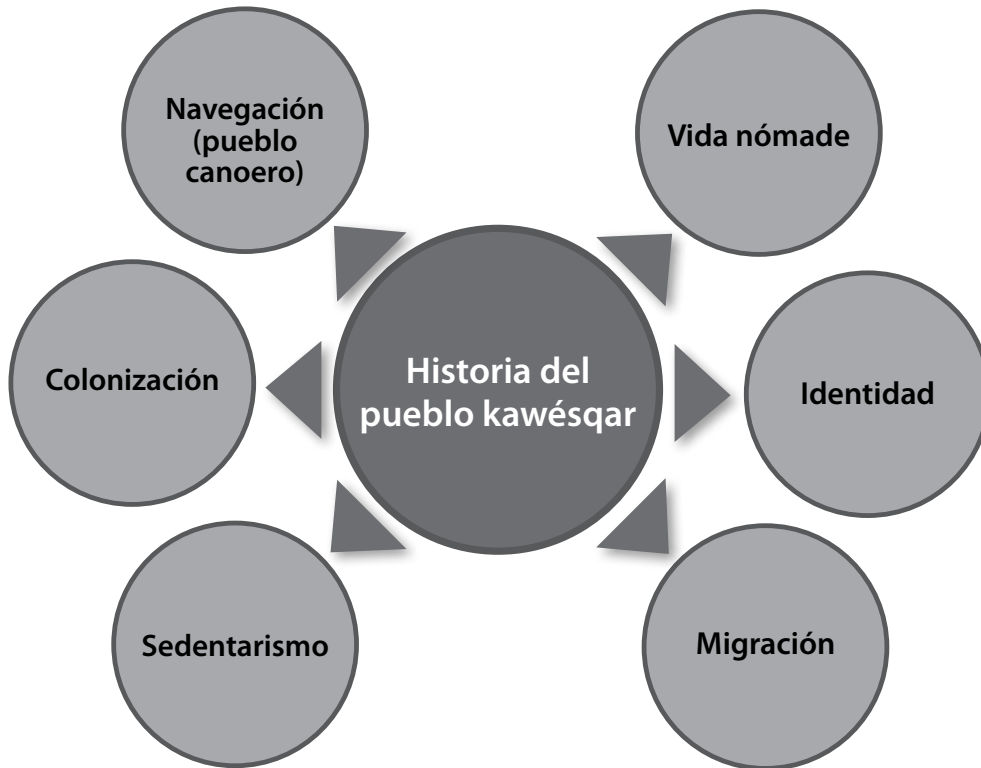 Navegación
(pueblo
canoero)
Vida nómade
Colonización
Historia del
pueblo kawésqar
Identidad
Sedentarismo
Migración